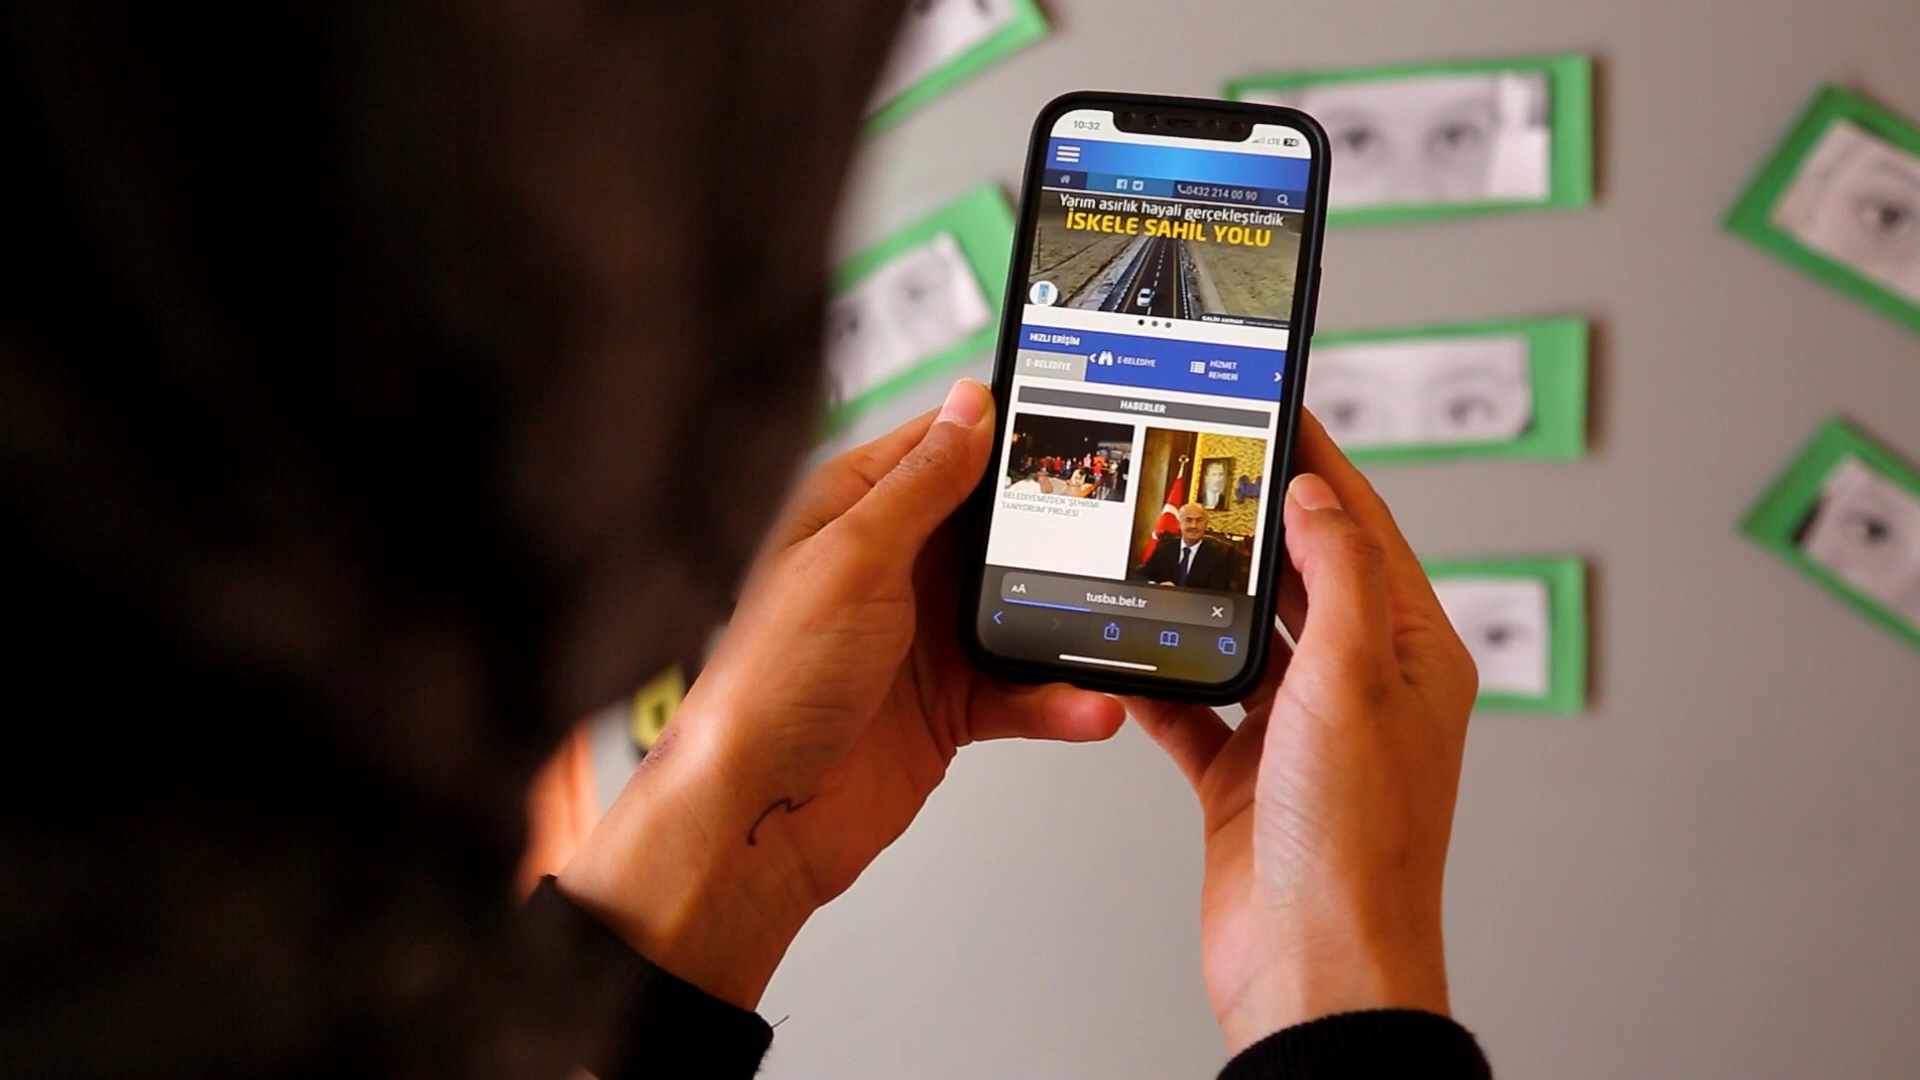 10:32
LTE
0432 214 00 90
Yarım asırlık hayali gerçekleştirdik
İSKELE SAHİL YOLU
HIZLI ERİŞİM
E-BELEDİYE
E-BELEDİYE
HİZMET
REHBERİ
HABERLER
BELEDİYEMİZDEN 'ŞEHRİMİ
TANIYORUM' PROJESİ
AA
tusba.bel.tr